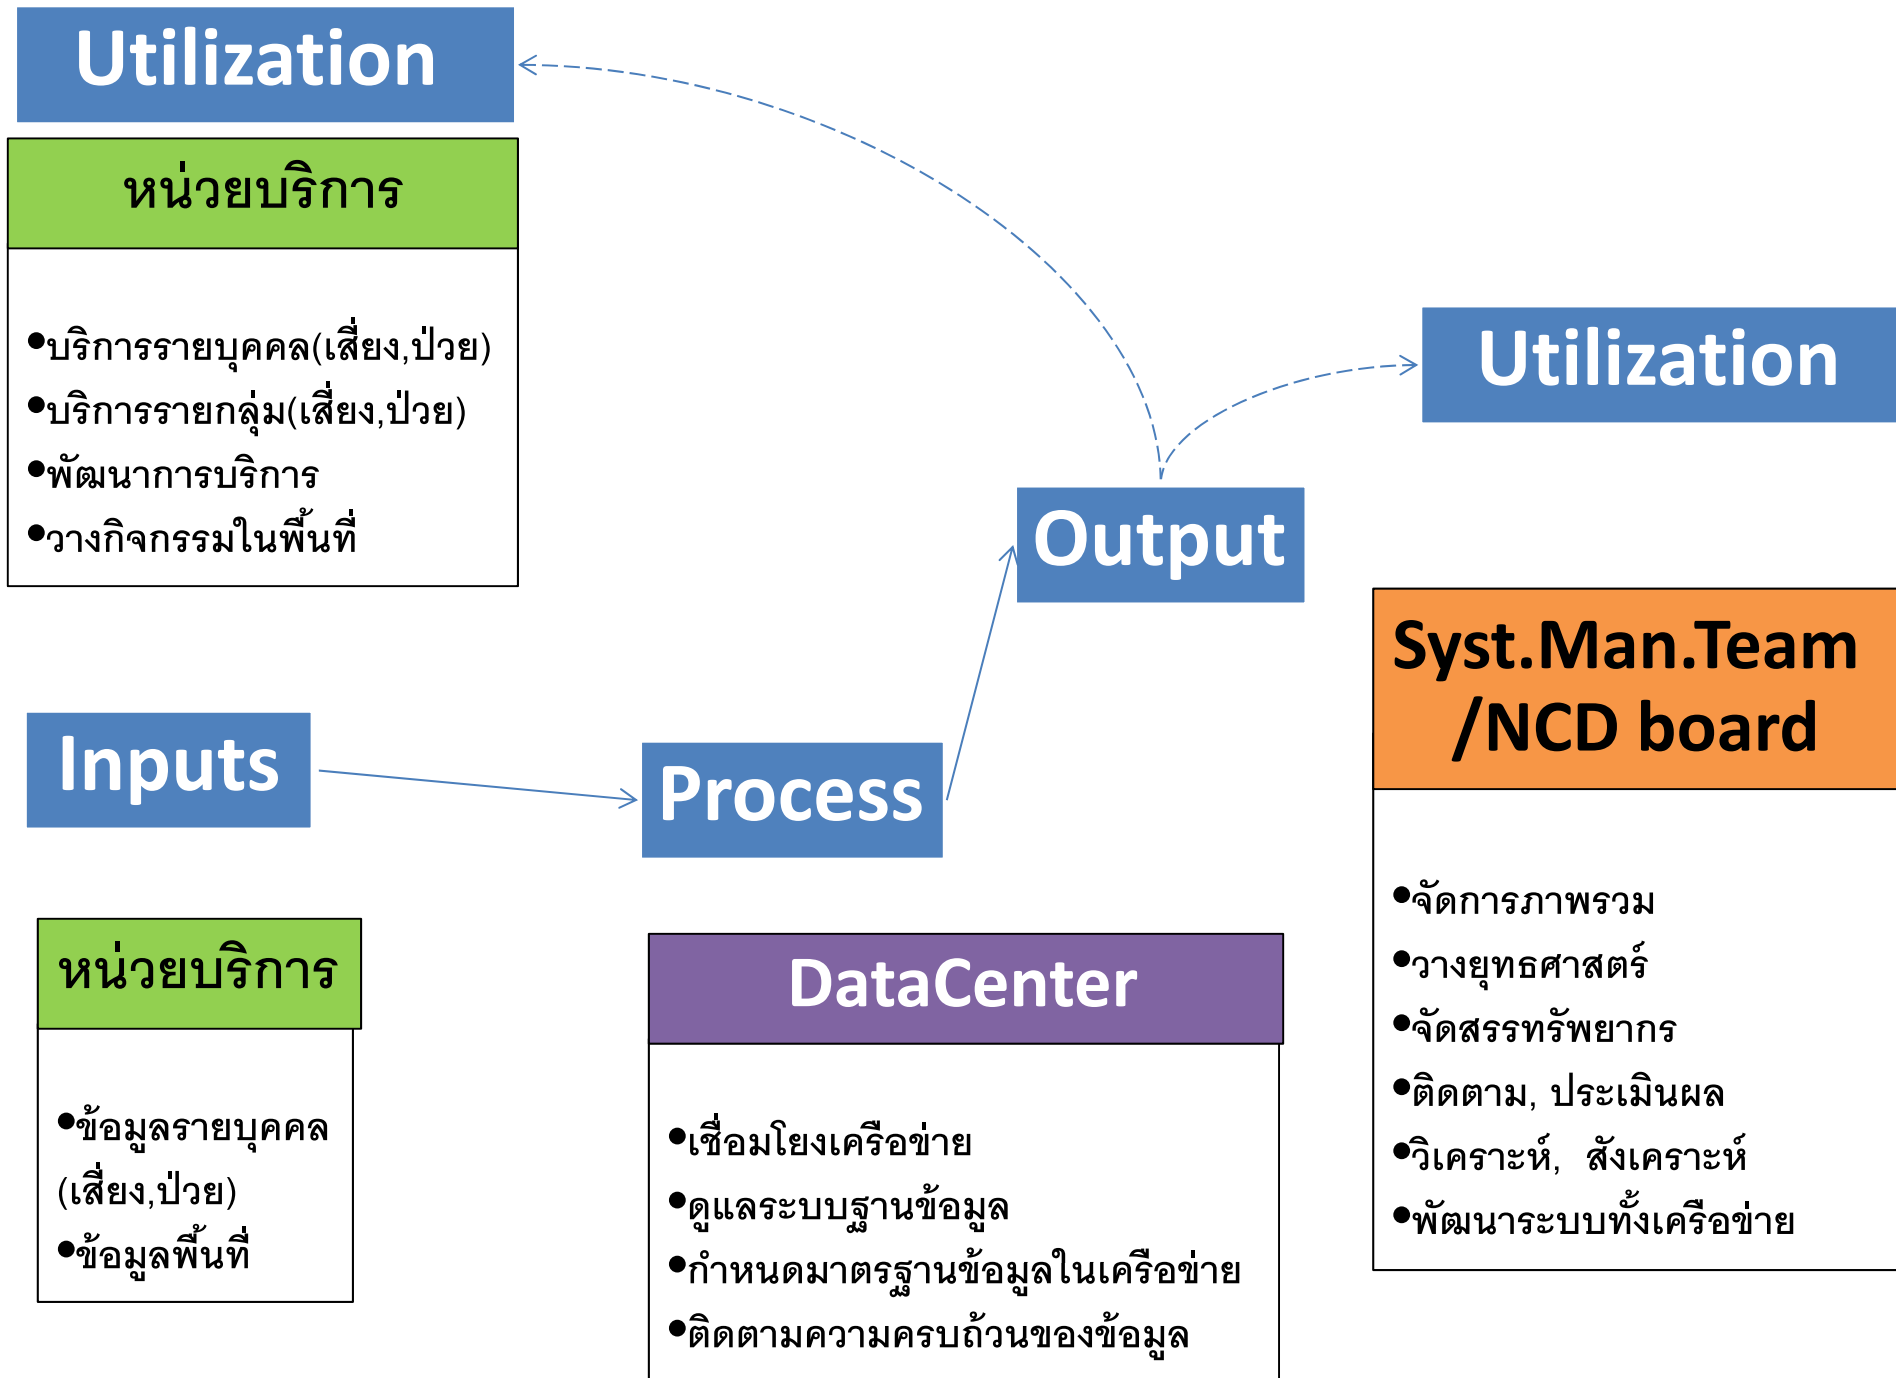 Utilization
หน่วยบริการ
•บริการรายบุคคล(เสี่ยง,ป่วย)
•บริการรายกลุ่ม(เสี่ยง,ป่วย)
•พัฒนาการบริการ
•วางกิจกรรมในพื้นที่
Utilization
Output
Inputs
Process
หน่วยบริการ
•ข้อมูลรายบุคคล
(เสี่ยง,ป่วย)
•ข้อมูลพื้นที่
DataCenter
•เชื่อมโยงเครือข่าย
•ดูแลระบบฐานข้อมูล
•กำหนดมาตรฐานข้อมูลในเครือข่าย
•ติดตามความครบถ้วนของข้อมูล
Syst.Man.Team
/NCD board
•จัดการภาพรวม
•วางยุทธศาสตร์
•จัดสรรทรัพยากร
•ติดตาม, ประเมินผล
•วิเคราะห์, สังเคราะห์
•พัฒนาระบบทั้งเครือข่าย